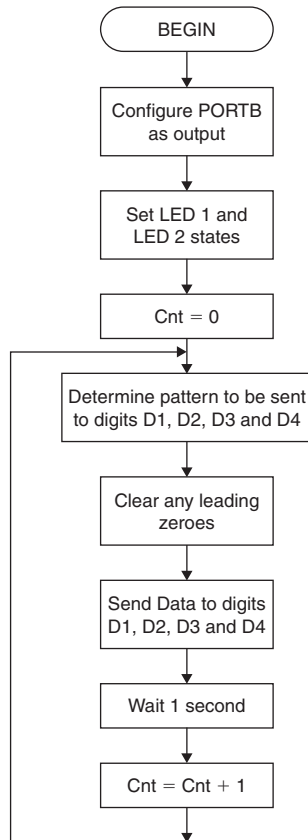 BEGIN
Configure PORTB
as output
Set LED 1 and
LED 2 states
Cnt = 0
Determine pattern to be sent
to digits D1, D2, D3 and D4
Clear any leading
zeroes
Send Data to digits
D1, D2, D3 and D4
Wait 1 second
Cnt = Cnt + 1